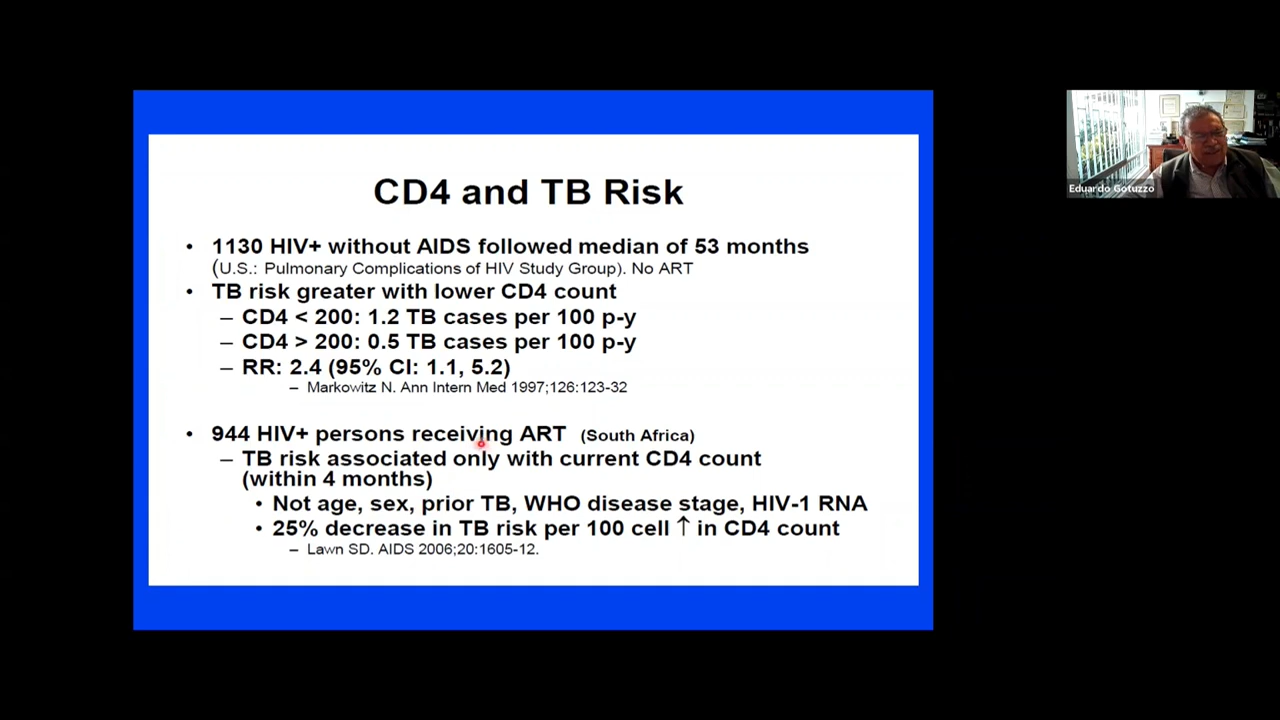 CD4 and TB Risk
• 1130 HIV+ without AIDS followed median of 53 months
(U.S.: Pulmonary Complications of HIV Study Group). No ART
• TB risk greater with lower CD4 count
– CD4 < 200: 1.2 TB cases per 100 p-y
– CD4 > 200: 0.5 TB cases per 100 p-y
– RR: 2.4 (95% CI: 1.1, 5.2)
– Markowitz N. Ann Intern Med 1997;126:123-32
• 944 HIV+ persons receiving ART (South Africa)
– TB risk associated only with current CD4 count
(within 4 months)
• Not age, sex, prior TB, WHO disease stage, HIV-1 RNA
• 25% decrease in TB risk per 100 cell ↑ in CD4 count
– Lawn SD. AIDS 2006;20:1605-12.
Eduardo Gotuzzo